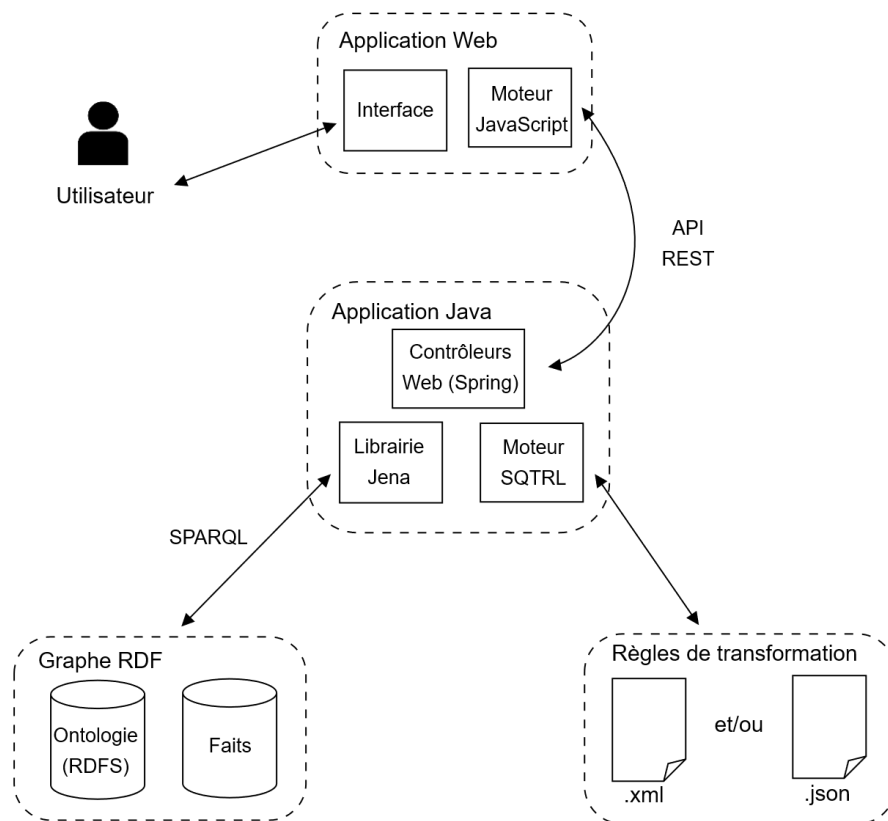 Application Web
Interface
Moteur
JavaScript
Utilisateur
API
REST
Application Java
Contrôleurs
Web (Spring)
Librairie
Jena
Moteur
SQTRL
SPARQL
Graphe RDF
Ontologie
(RDFS)
Faits
Règles de transformation
et/ou
.xml
.json